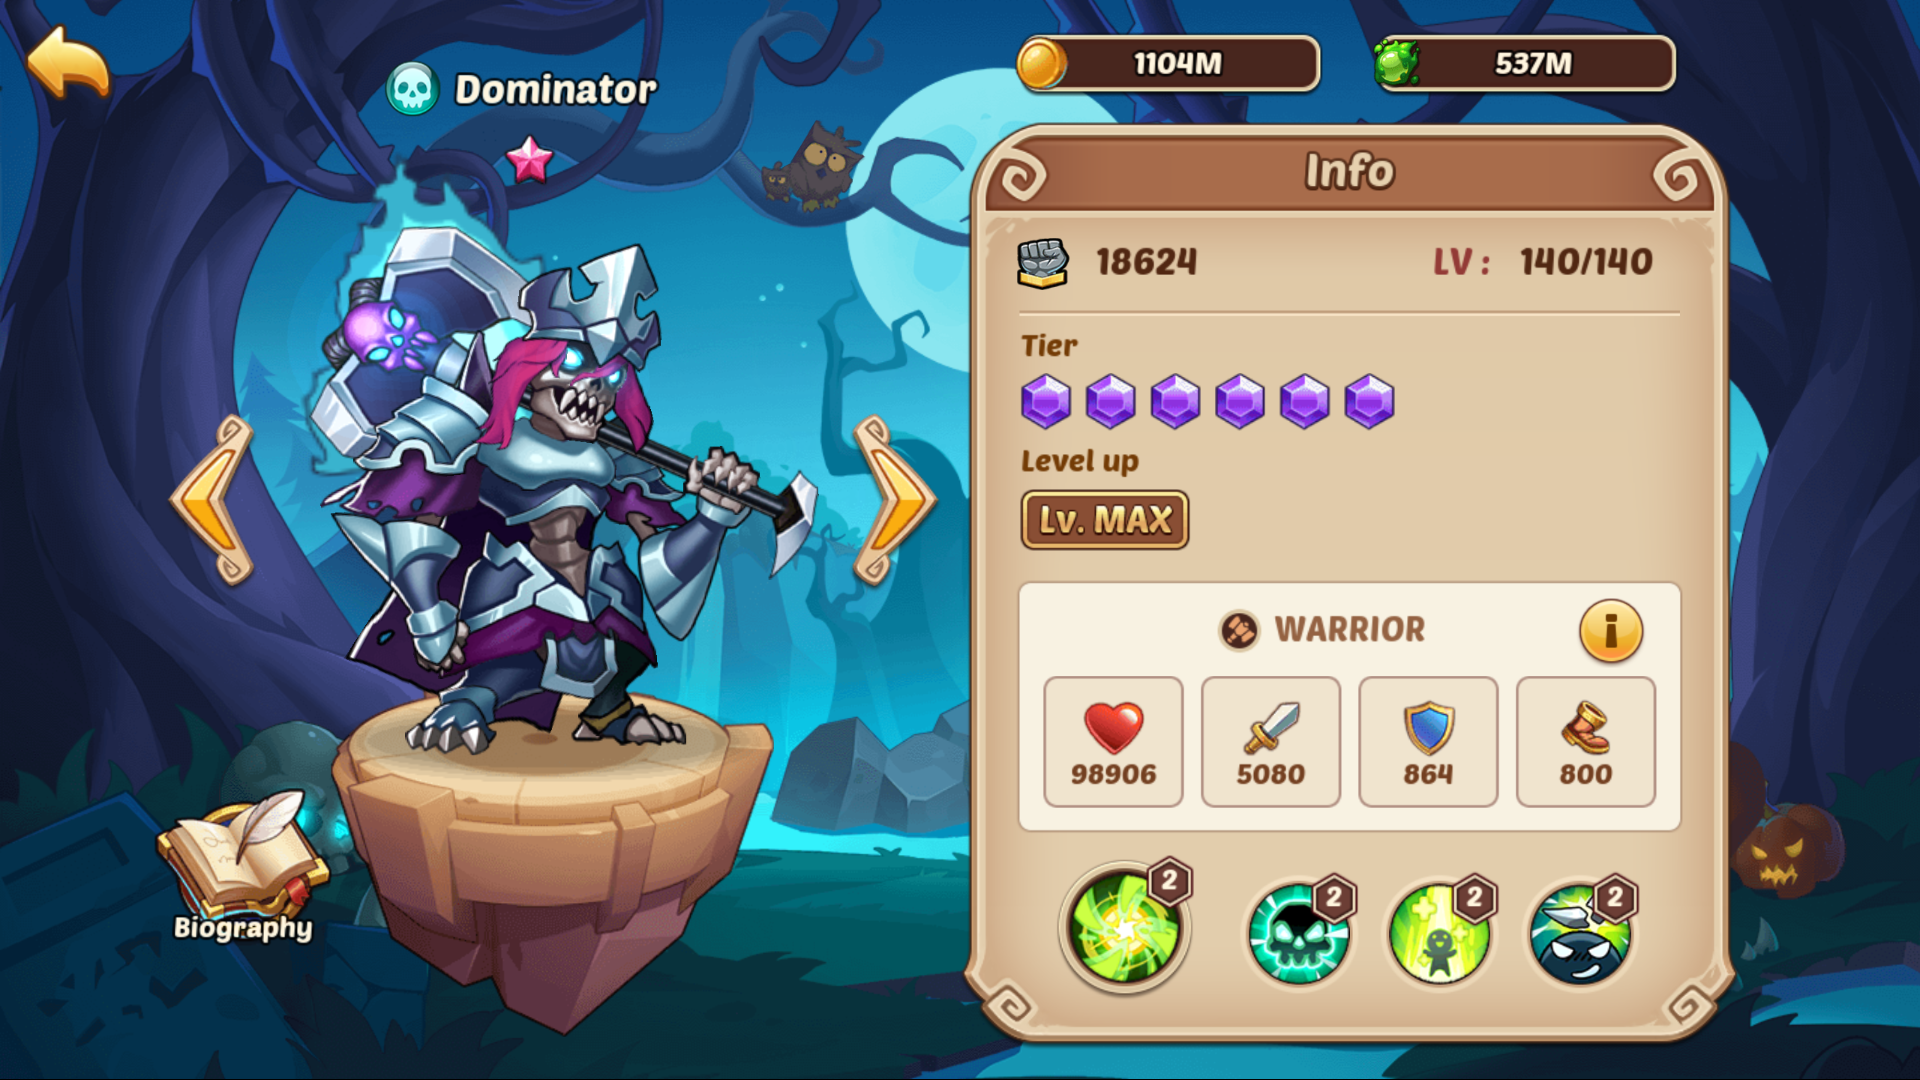 Dominator
1104M
537M
Info
18624
LV : 140/140
Tier
Level up
Lv. MAX
WARRIOR
i
98906
5080
864
800
2
2
2
2
Biography